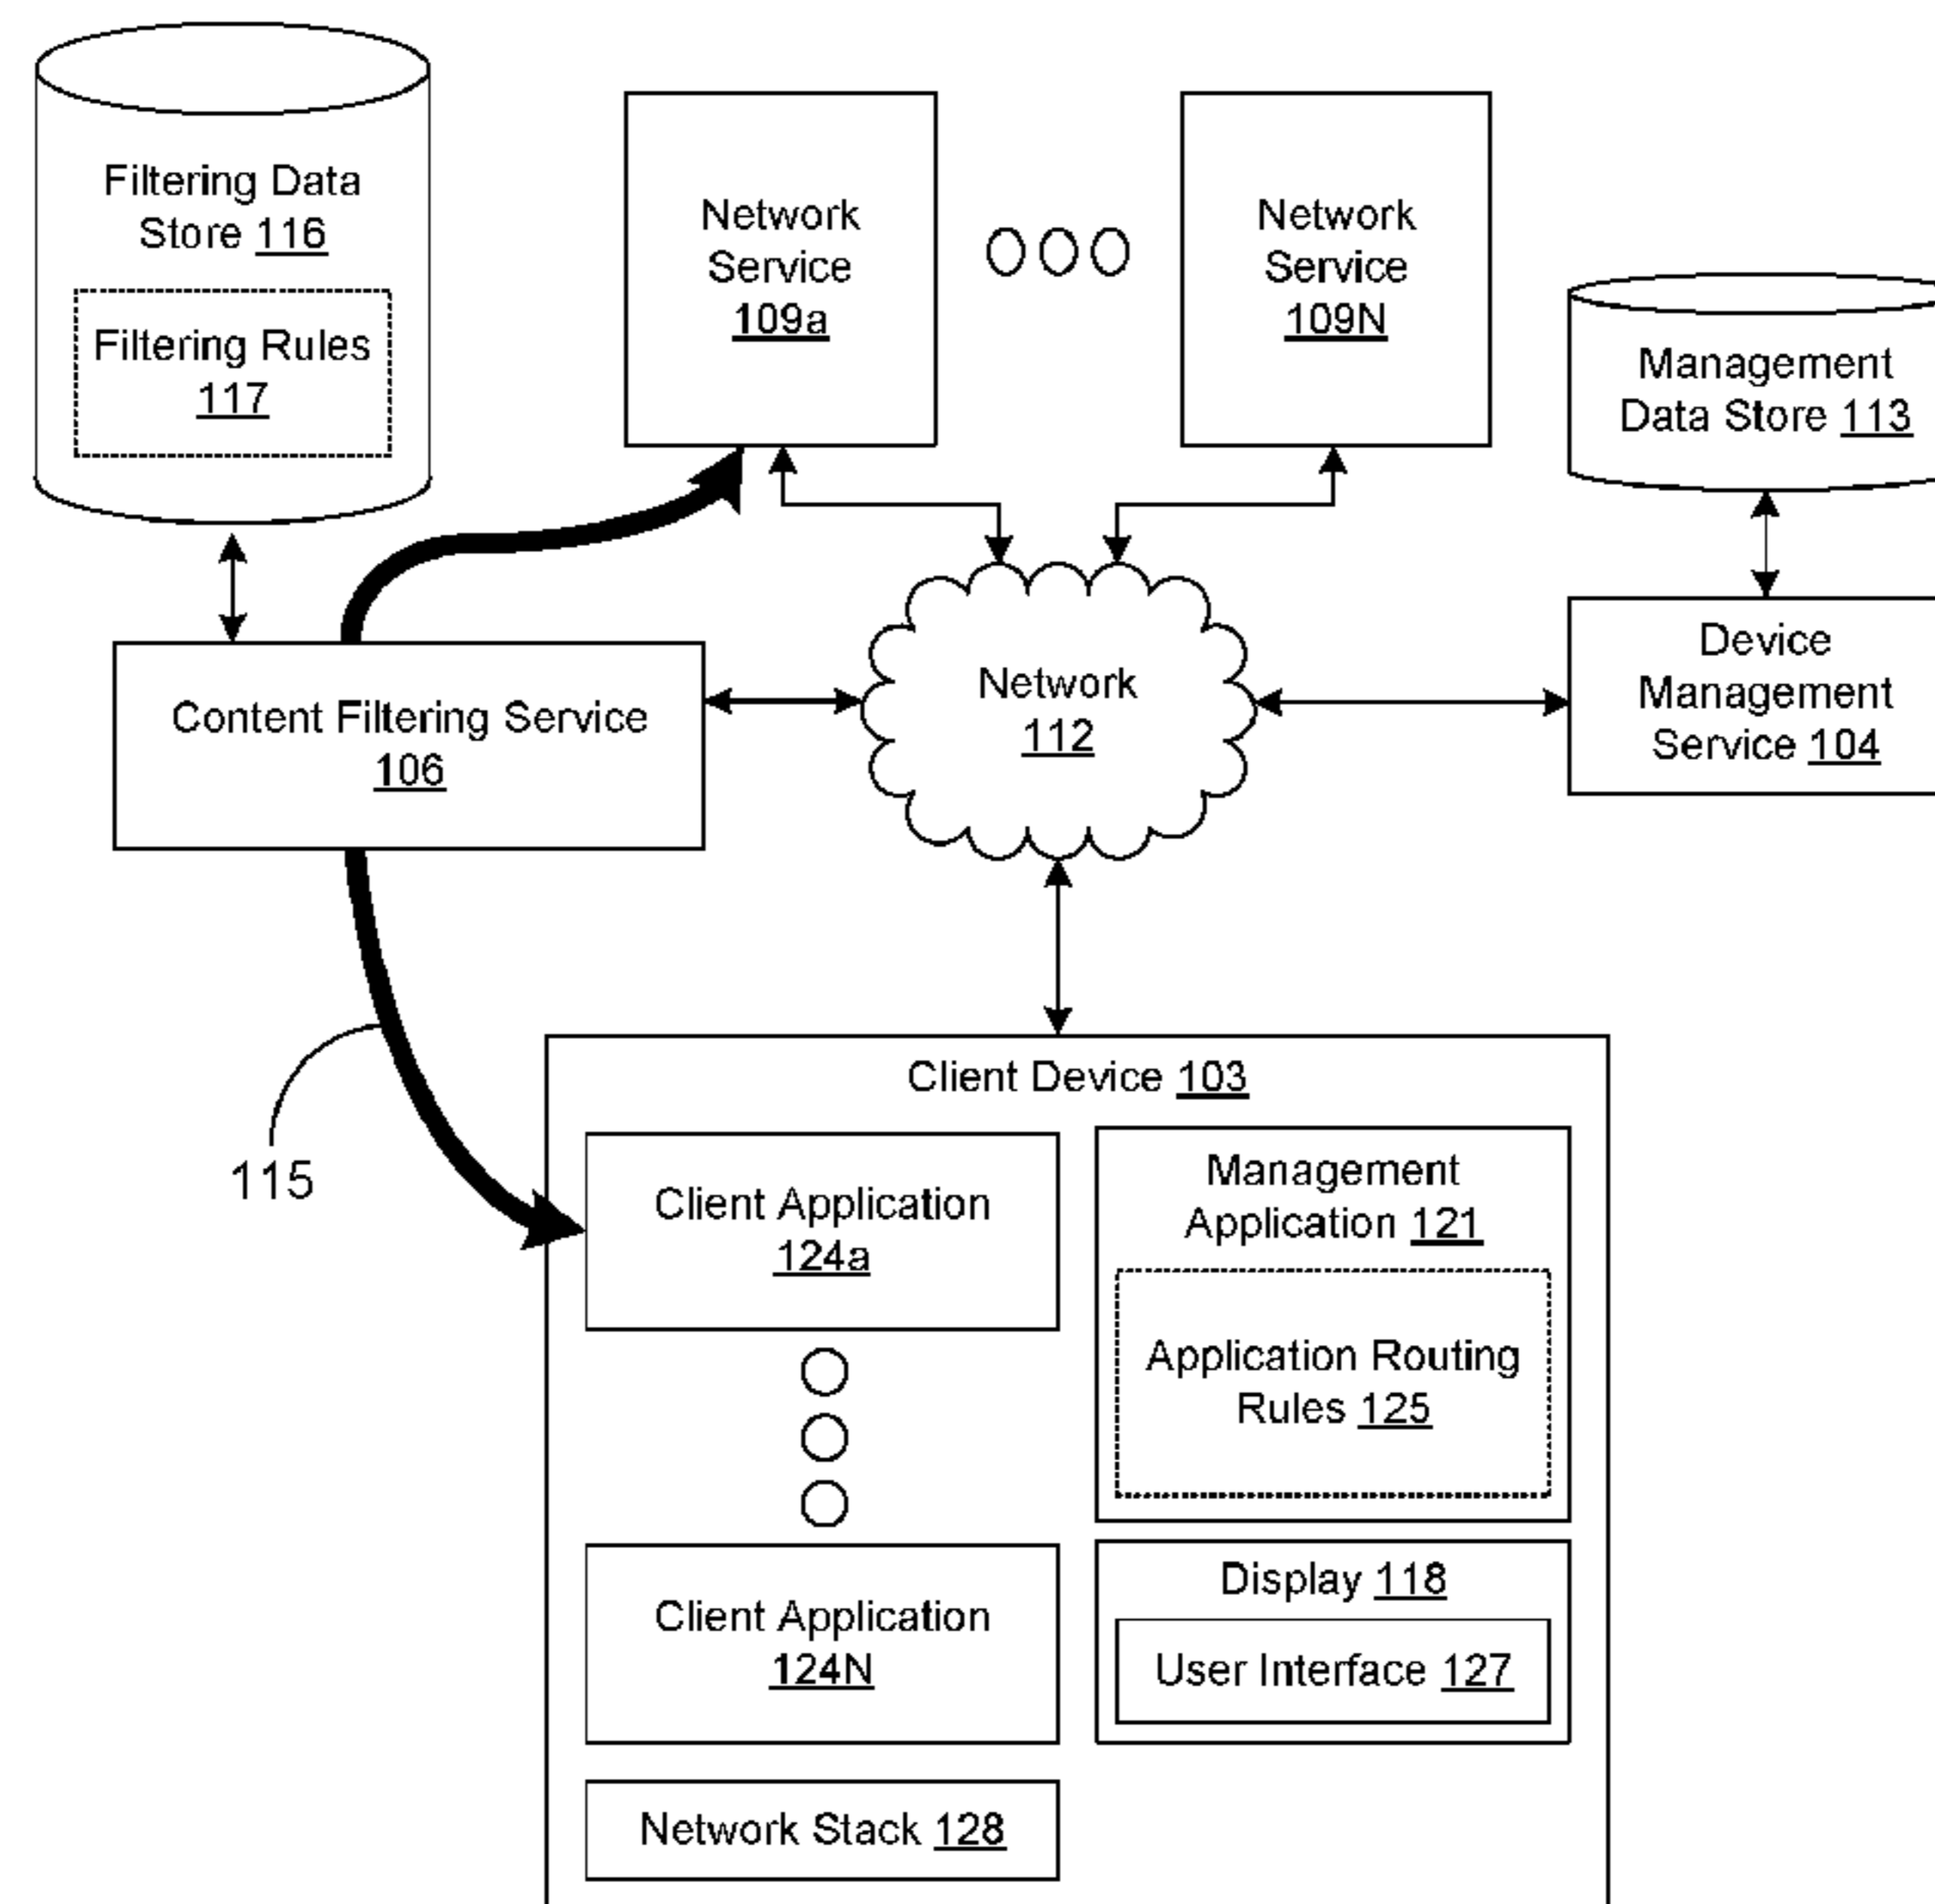 Filtering Data
Store 116
Filtering Rules
117
Network
Service
109a
Network
Service
109N
Management
Data Store 113
Content Filtering Service
106
Network
112
Device
Management
Service 104
115
Client Device 103
Client Application
124a
Management
Application 121
Application Routing
Rules 125
Client Application
124N
Display 118
User Interface 127
Network Stack 128